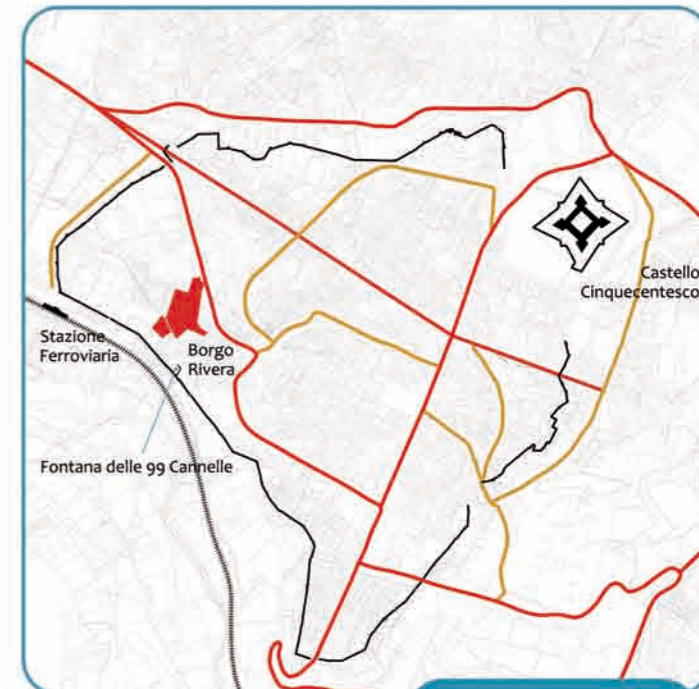 Castello
Cinquecentesco
Stazione
Ferroviaria
Borgo
Rivera
Fontana delle 99 Cannelle